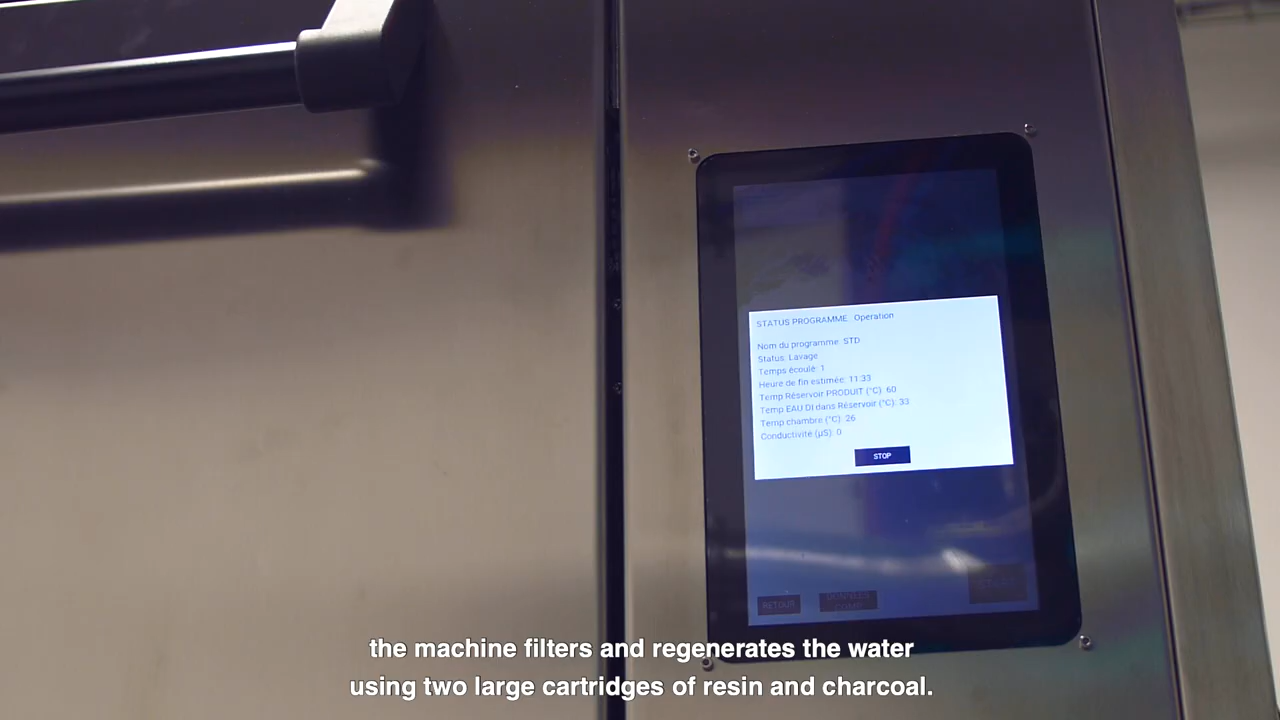 STATUS PROGRAMME: Operation
Nom du programme: STD
Status: Lavage
Temps écoulé: 1
Heure de fin estimée: 11:33
Temp Réservoir PRODUIT (°C): 60
Temp EAU DI dans Réservoir (°C): 33
Temp chambre (°C): 26
Conductivité (µS): 0
STOP
RETOUR
the machine filters and regenerates the water
using two large cartridges of resin and charcoal.